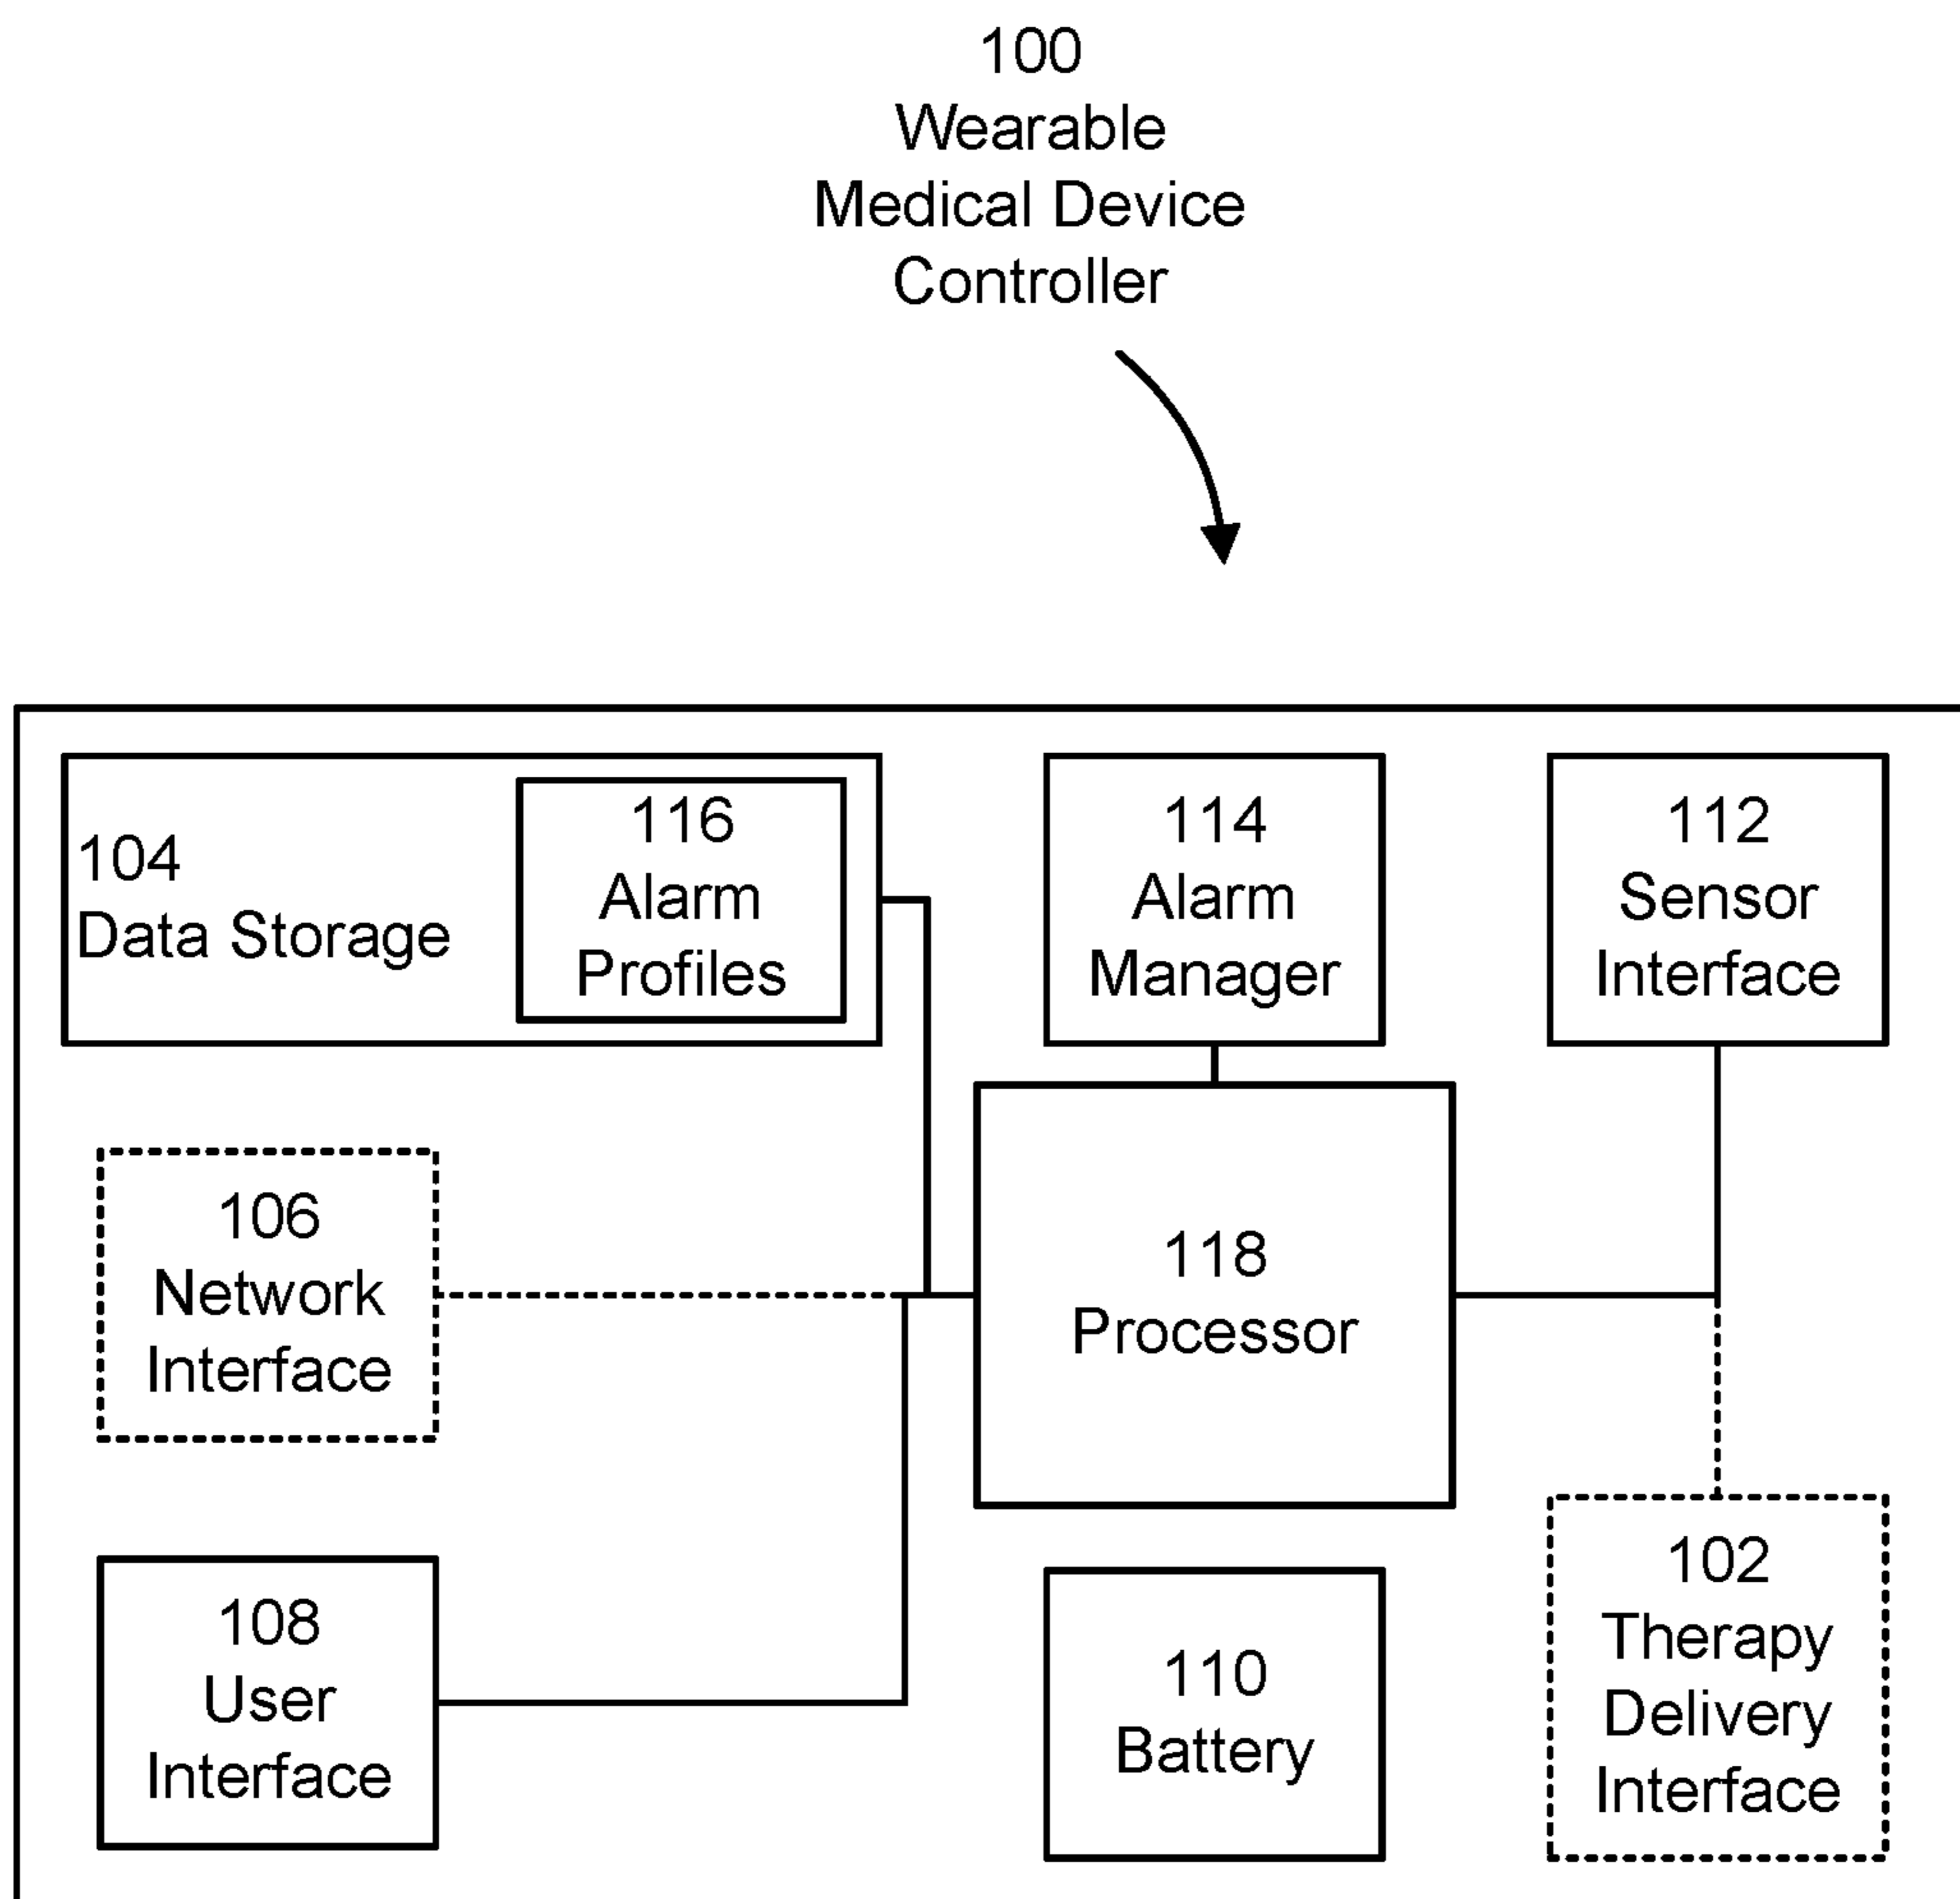 100
Wearable
Medical Device
Controller
104
Data Storage
116
Alarm
Profiles
114
Alarm
Manager
112
Sensor
Interface
106
Network
Interface
118
Processor
108
User
Interface
110
Battery
102
Therapy
Delivery
Interface